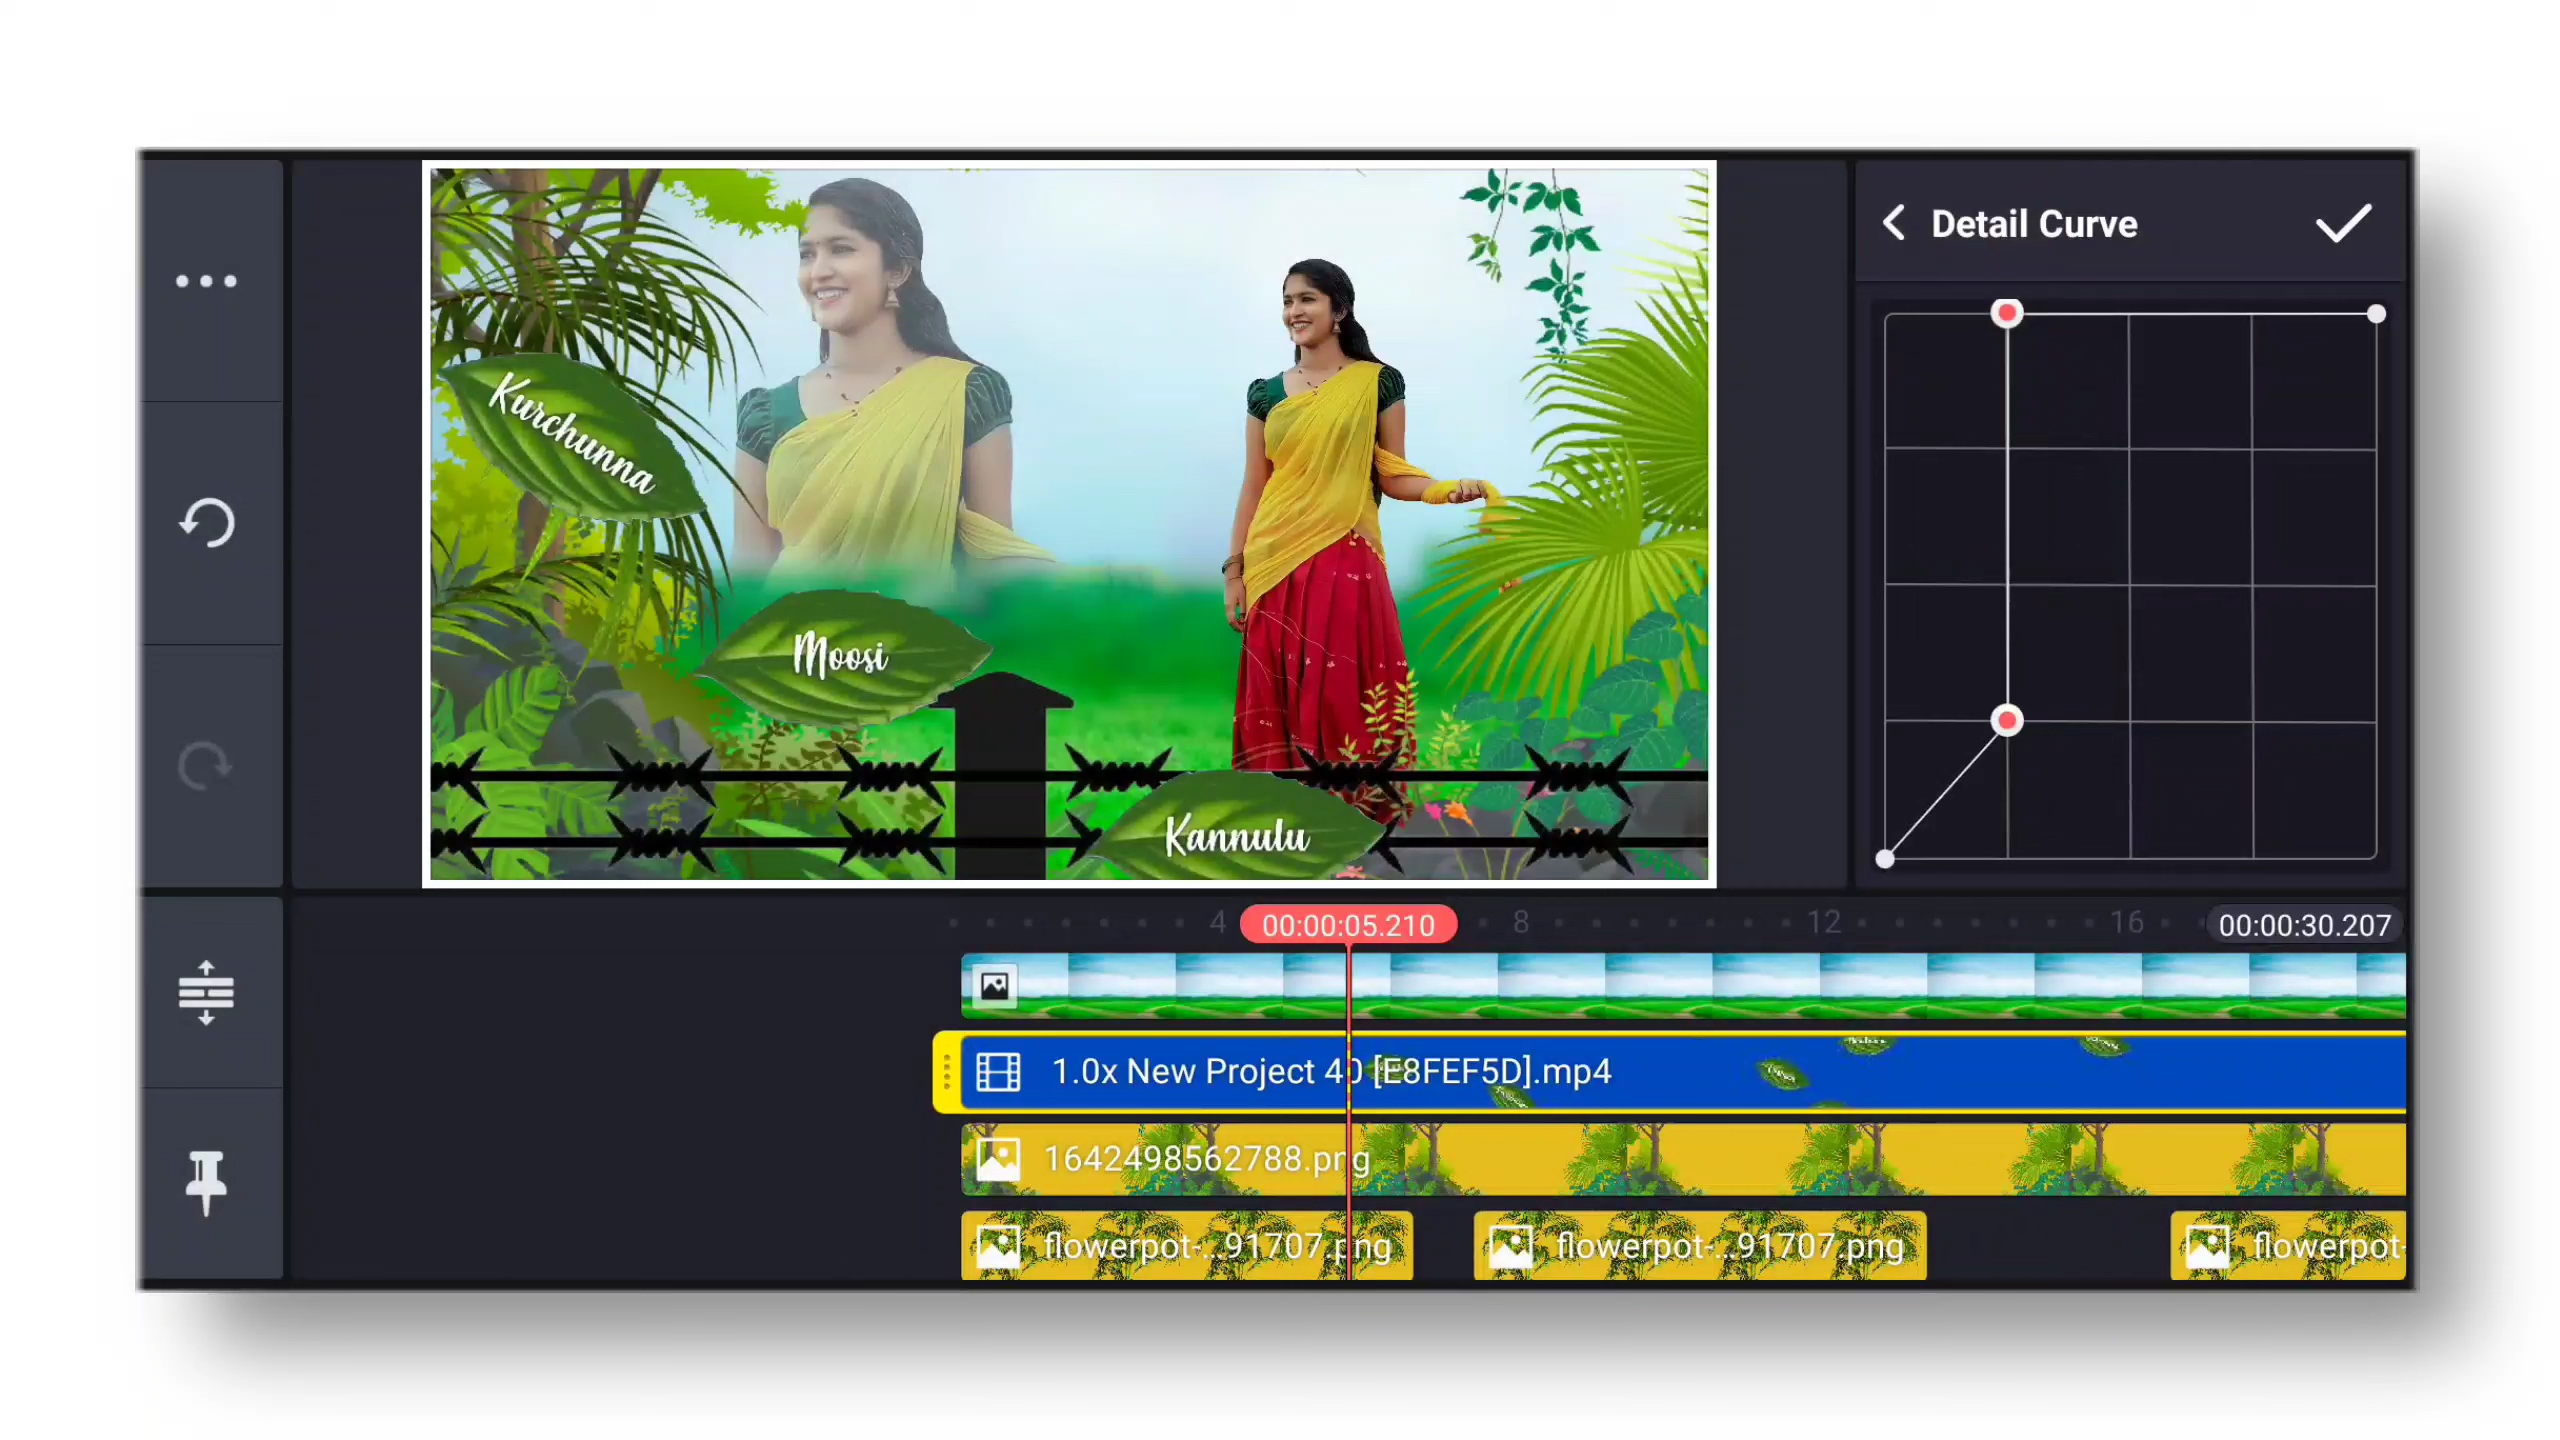 Detail Curve
Kurchunna
Moosi
Kannulu
4
00:00:05.210
8
12
16
00:00:30.207
1.0x New Project 40 [E8FEF5D].mp4
1642498562788.png
flowerpot-...91707.png
flowerpot-...91707.png
flowerpot-